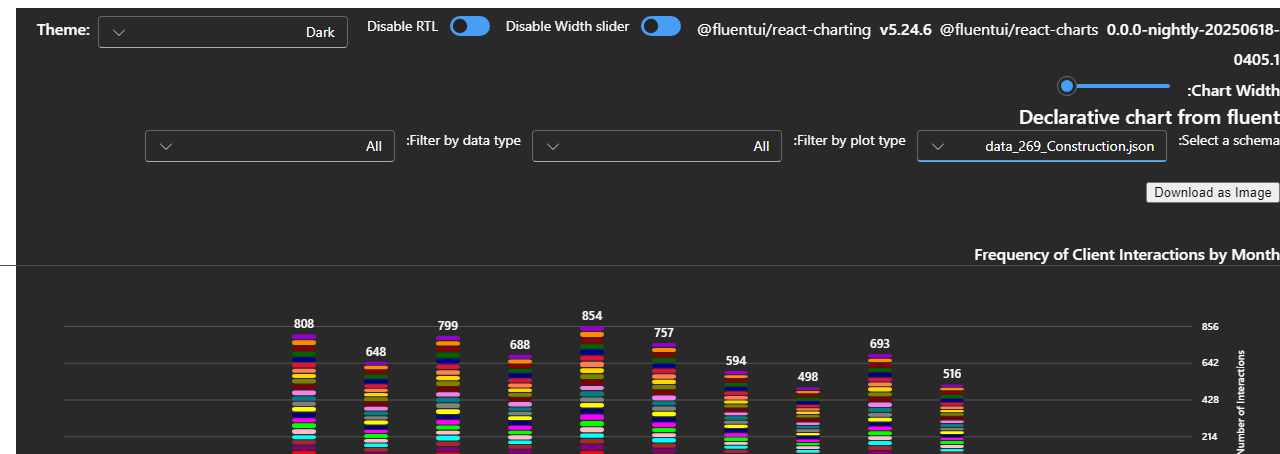 Theme:
Dark
Disable RTL
Disable Width slider
@fluentui/react-charting v5.24.6 @fluentui/react-charts 0.0.0-nightly-20250618-
0405.1
:Chart Width
Declarative chart from fluent
:Select a schema
data_269_Construction.json
:Filter by plot type
All
:Filter by data type
All
Download as Image
Frequency of Client Interactions by Month
808
648
799
688
854
757
594
498
693
516
856
642
428
214
Number of Interactions